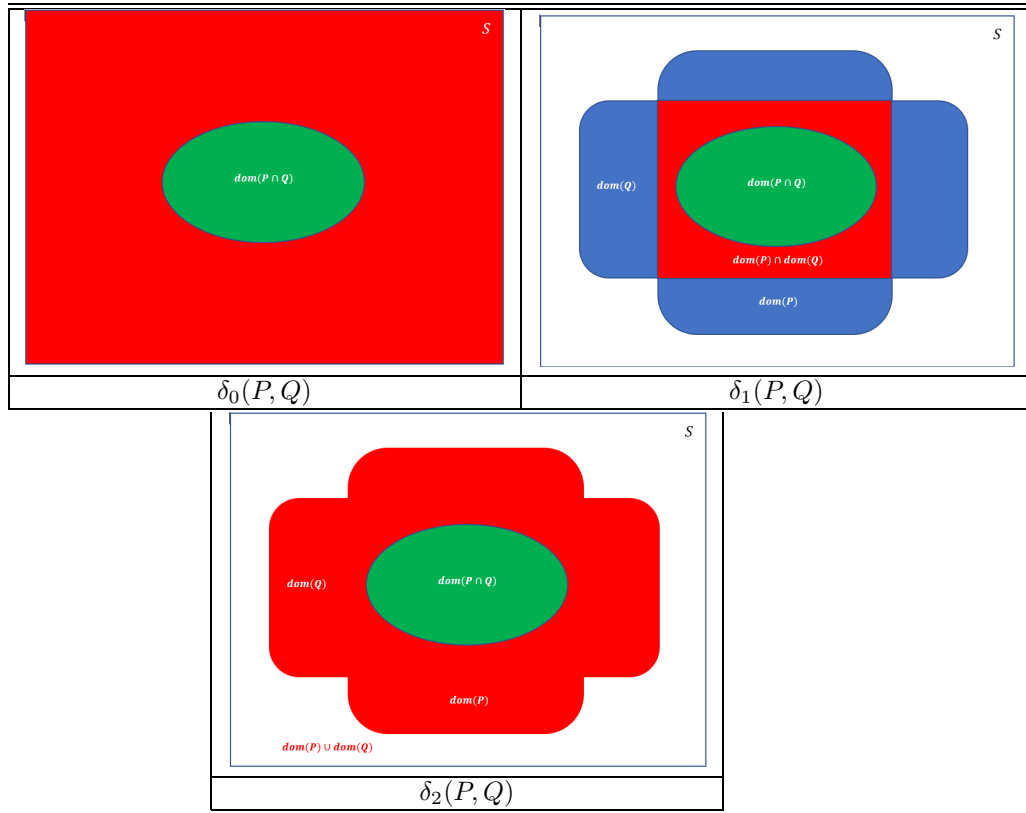 S
dom(P ∩ Q)
δ₀(P, Q)
S
dom(Q)
dom(P ∩ Q)
dom(P) ∩ dom(Q)
dom(P)
δ₁(P, Q)
S
dom(Q)
dom(P ∩ Q)
dom(P)
dom(P) ∪ dom(Q)
δ₂(P, Q)